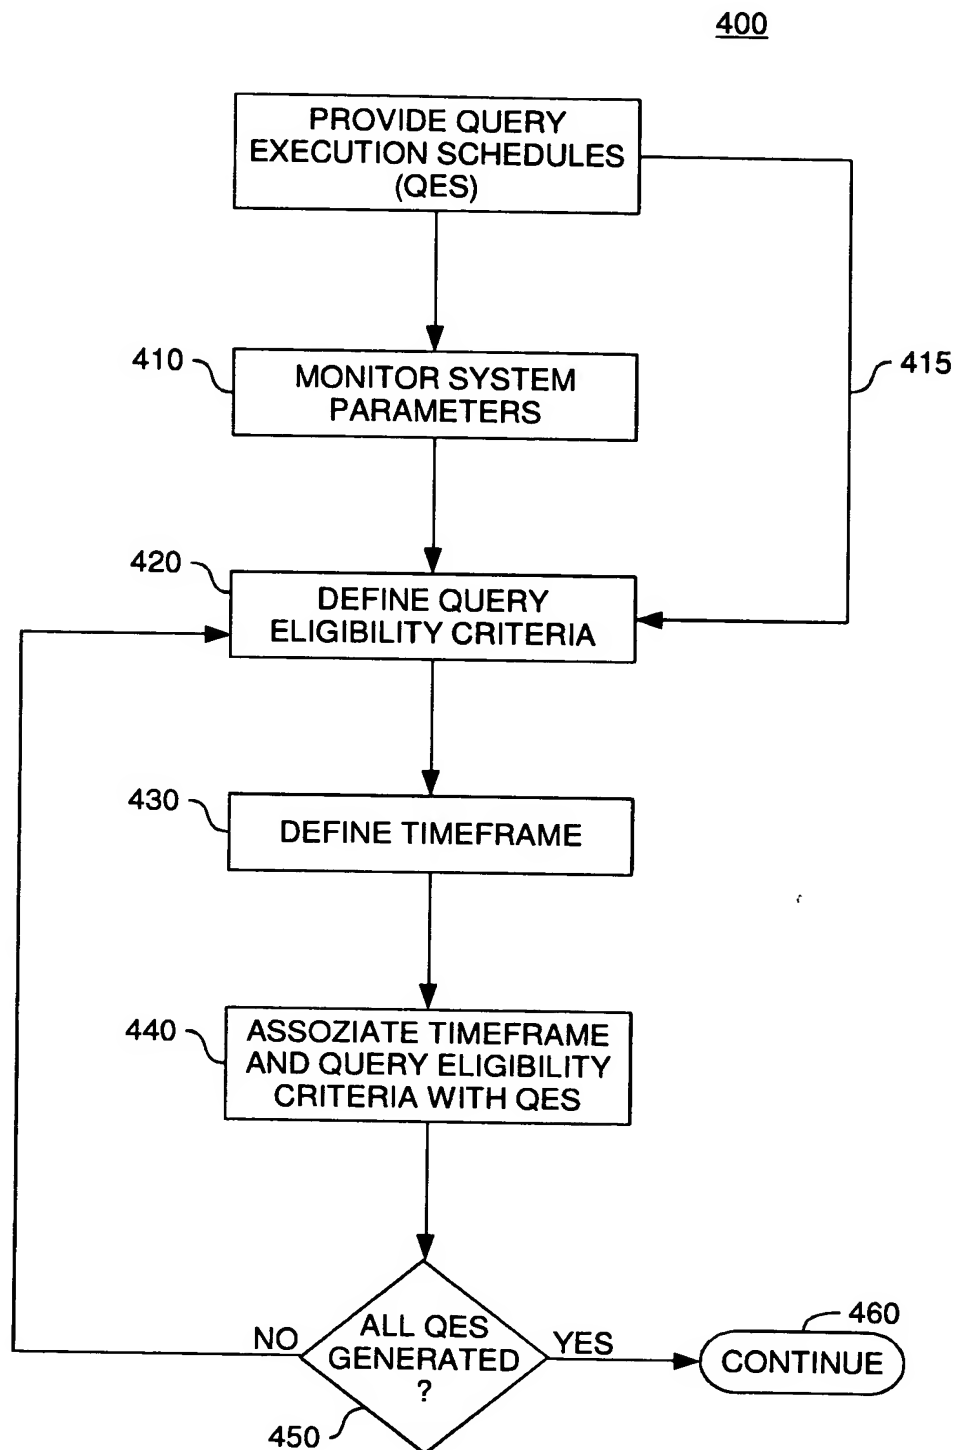 400
PROVIDE QUERY
EXECUTION SCHEDULES
(QES)
410
MONITOR SYSTEM
PARAMETERS
415
420
DEFINE QUERY
ELIGIBILITY CRITERIA
430
DEFINE TIMEFRAME
440
ASSOZIATE TIMEFRAME
AND QUERY ELIGIBILITY
CRITERIA WITH QES
NO
ALL QES
GENERATED
?
YES
460
CONTINUE
450